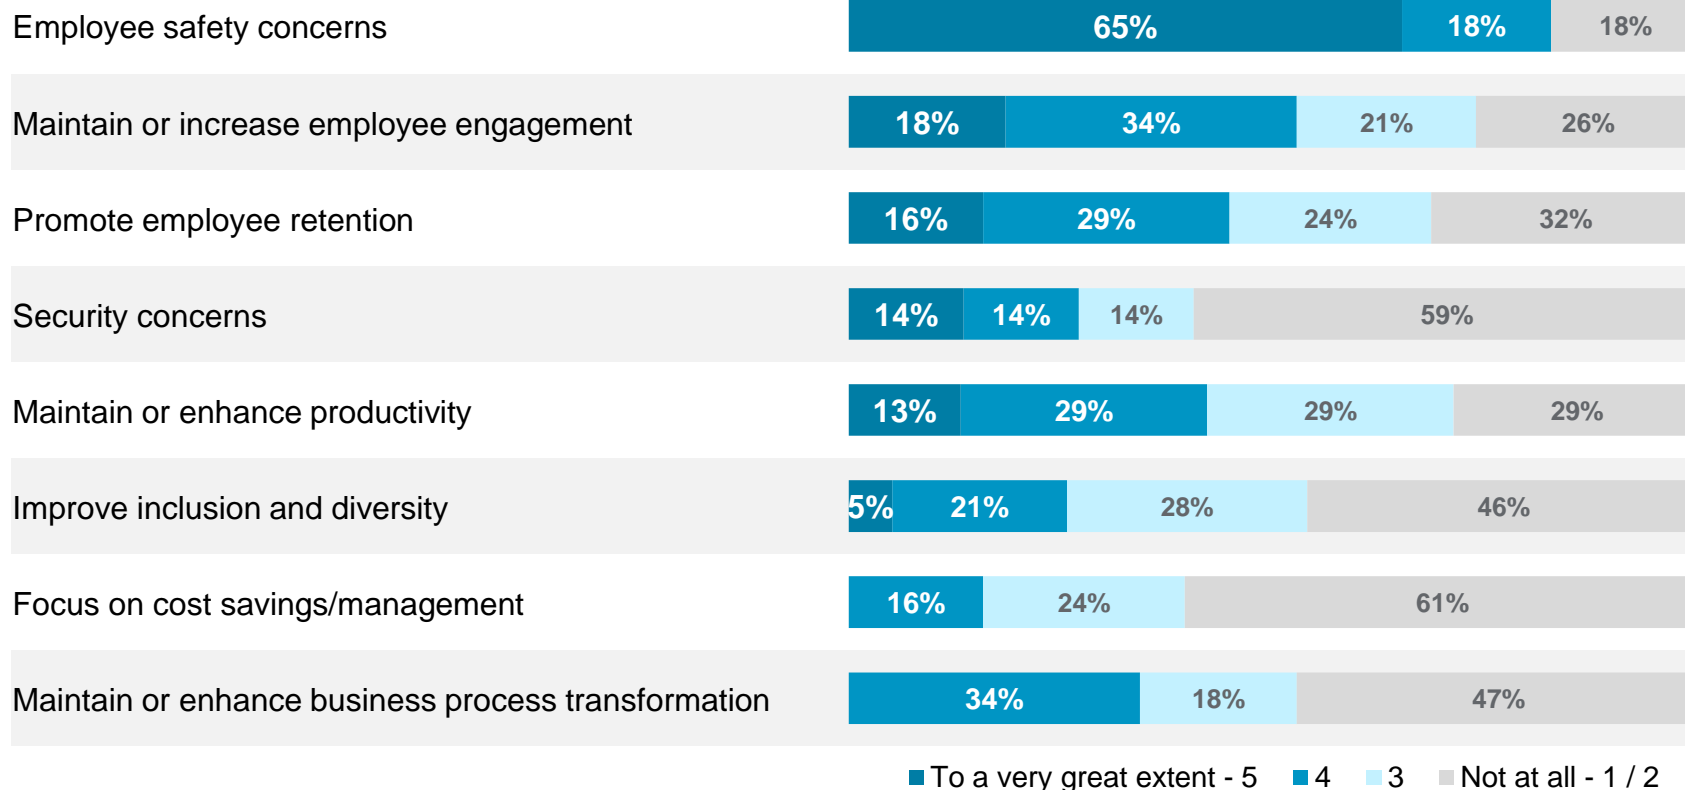 Employee safety concerns 65% 18% 18%
Maintain or increase employee engagement 18% 34% 21% 26%
Promote employee retention 16% 29% 24% 32%
Security concerns 14% 14% 14% 59%
Maintain or enhance productivity 13% 29% 29% 29%
Improve inclusion and diversity 5% 21% 28% 46%
Focus on cost savings/management 16% 24% 61%
Maintain or enhance business process transformation 34% 18% 47%
To a very great extent - 5 4 3 Not at all - 1 / 2